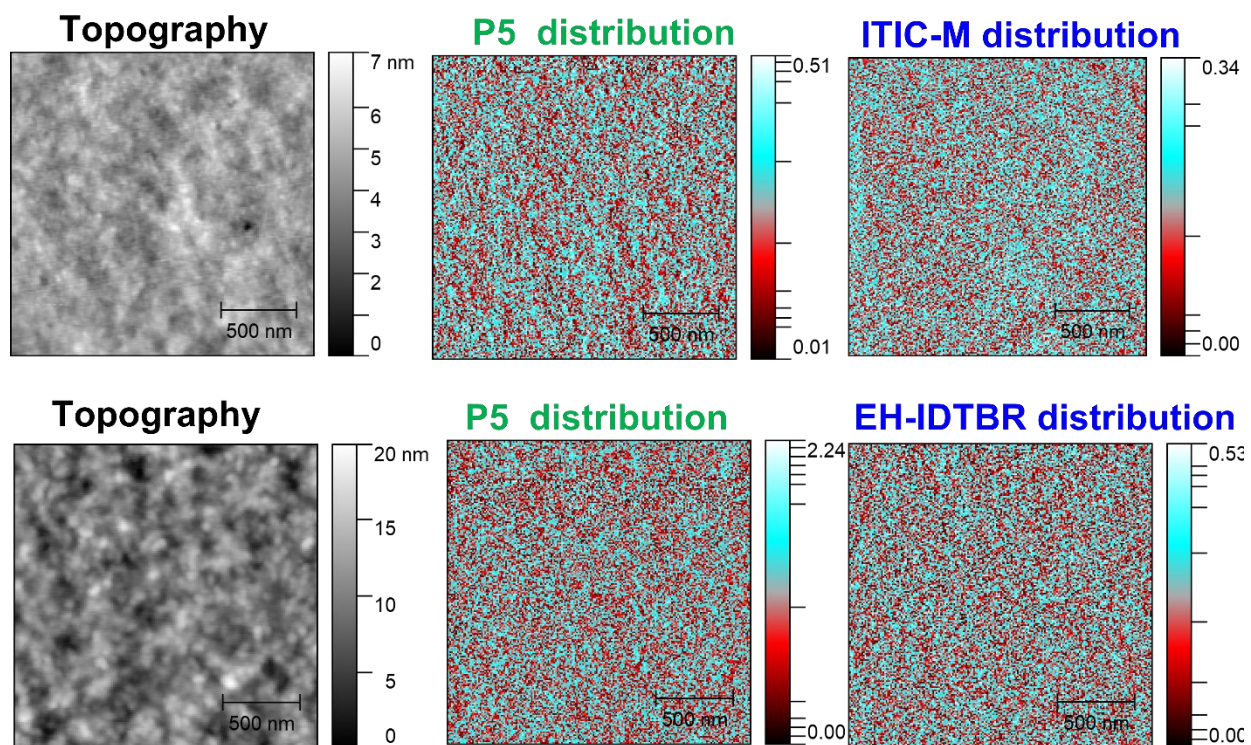 Topography
P5 distribution
ITIC-M distribution
7 nm
6
5
4
3
2
0
500 nm
0.51
0.01
500 nm
0.34
0.00
500 nm
Topography
P5 distribution
EH-IDTBR distribution
20 nm
15
10
5
0
500 nm
2.24
0.00
500 nm
0.53
0.00
500 nm